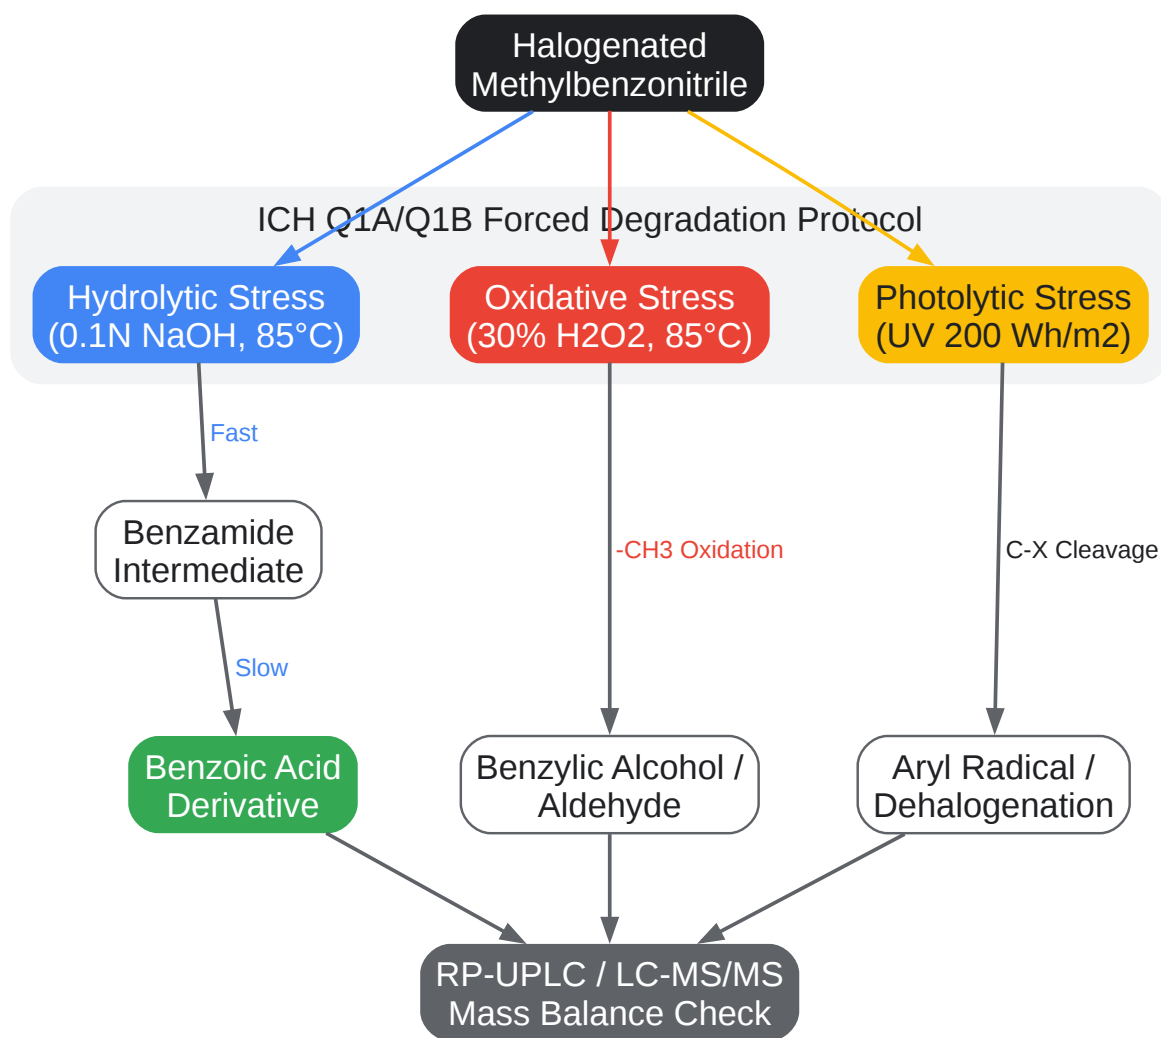 Halogenated
Methylbenzonitrile
ICH Q1A/Q1B Forced Degradation Protocol
Hydrolytic Stress
(0.1N NaOH, 85°C)
Oxidative Stress
(30% H2O2, 85°C)
Photolytic Stress
(UV 200 Wh/m2)
Fast
Benzamide
Intermediate
-CH3 Oxidation
C-X Cleavage
Slow
Benzoic Acid
Derivative
Benzylic Alcohol /
Aldehyde
Aryl Radical /
Dehalogenation
RP-UPLC / LC-MS/MS
Mass Balance Check